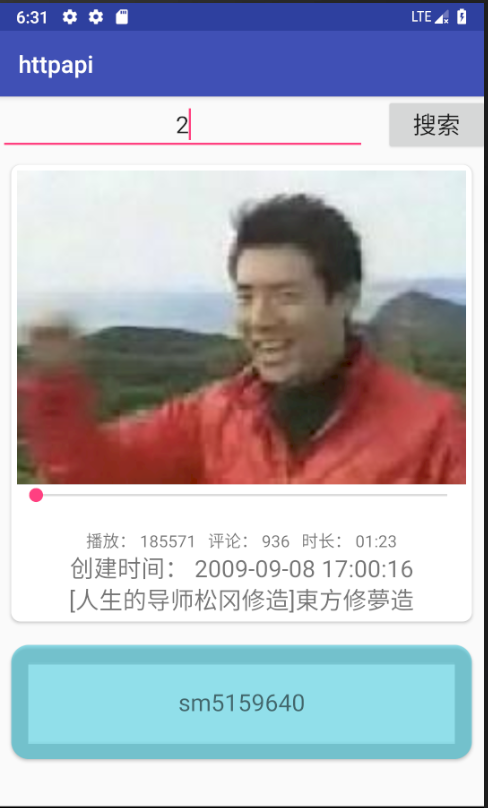 6:31 LTE
httpapi
2 搜索
播放： 185571 评论： 936 时长： 01:23
创建时间： 2009-09-08 17:00:16
[人生的导师松冈修造]東方修夢造
sm5159640